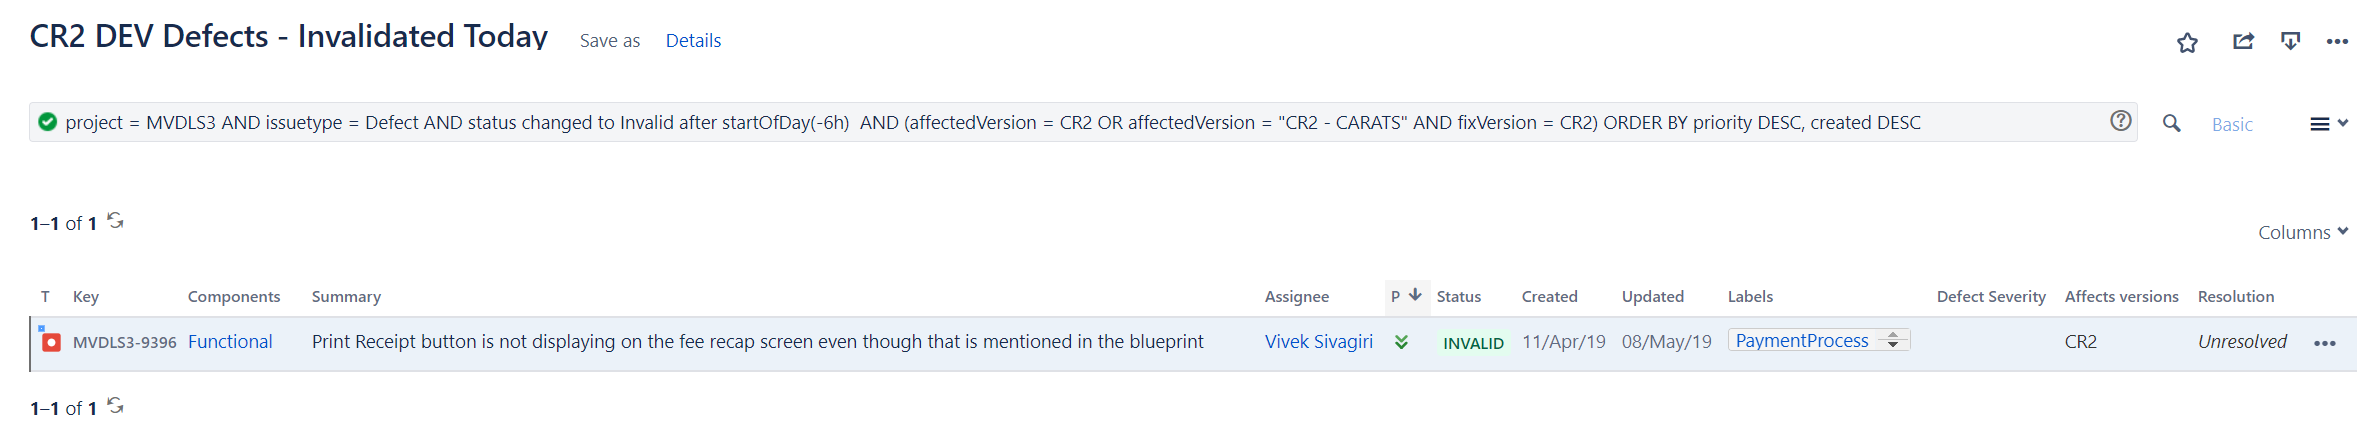 CR2 DEV Defects - Invalidated Today Save as Details
project = MVDLS3 AND issuetype = Defect AND status changed to Invalid after startOfDay(-6h)  AND (affectedVersion = CR2 OR affectedVersion = "CR2 - CARATS" AND fixVersion = CR2) ORDER BY priority DESC, created DESC Basic
1–1 of 1
Columns
T Key Components Summary Assignee P Status Created Updated Labels Defect Severity Affects versions Resolution
MVDLS3-9396 Functional Print Receipt button is not displaying on the fee recap screen even though that is mentioned in the blueprint Vivek Sivagiri INVALID 11/Apr/19 08/May/19 PaymentProcess CR2 Unresolved
1–1 of 1